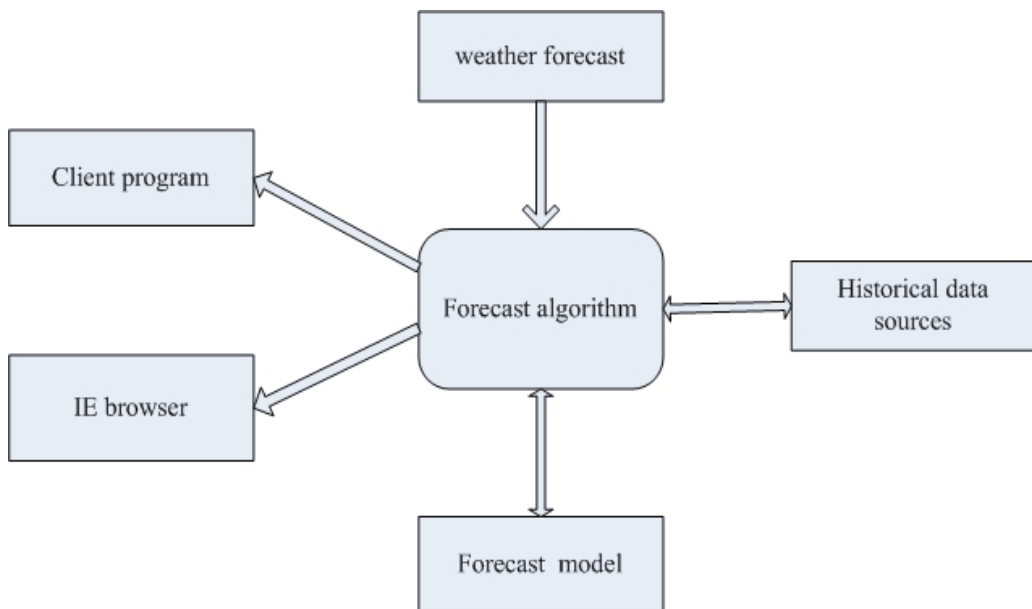 weather forecast
Client program
Forecast algorithm
Historical data
sources
IE browser
Forecast model